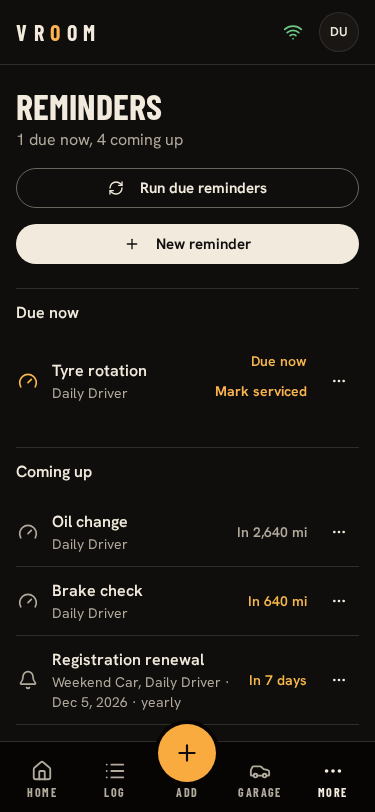 VROOM
DU
REMINDERS
1 due now, 4 coming up
Run due reminders
New reminder
Due now
Tyre rotation
Daily Driver
Due now
Mark serviced
Coming up
Oil change
Daily Driver
In 2,640 mi
Brake check
Daily Driver
In 640 mi
Registration renewal
Weekend Car, Daily Driver ·
Dec 5, 2026 · yearly
In 7 days
HOME
LOG
ADD
GARAGE
MORE